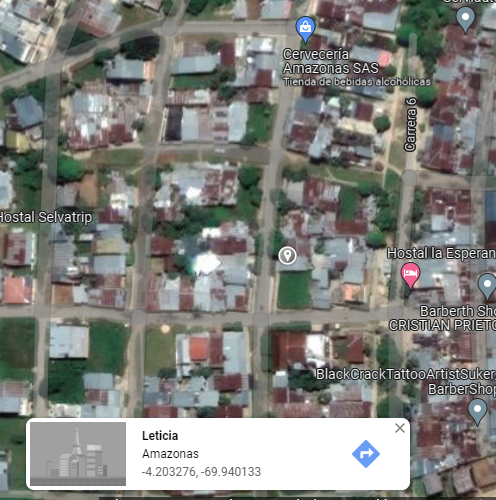 Cervecería
Amazonas SAS
Tienda de bebidas alcohólicas
Carrera 6
Hostal Selvatrip
Hostal la Esperan
Barberth Sho
CRISTIAN PRIETO
BlackCrackTattooArtistSuker
BarberShop
Leticia
Amazonas
-4.203276, -69.940133